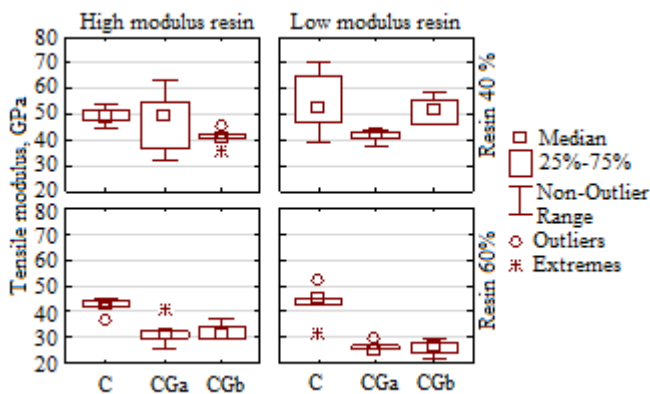 High modulus resin Low modulus resin
80
70
60
50
40
30
20
80
70
60
50
40
30
20
Tensile modulus, GPa
C CGa CGb
C CGa CGb
Resin 40 %
Resin 60%
Median
25%-75%
Non-Outlier
Range
Outliers
Extremes